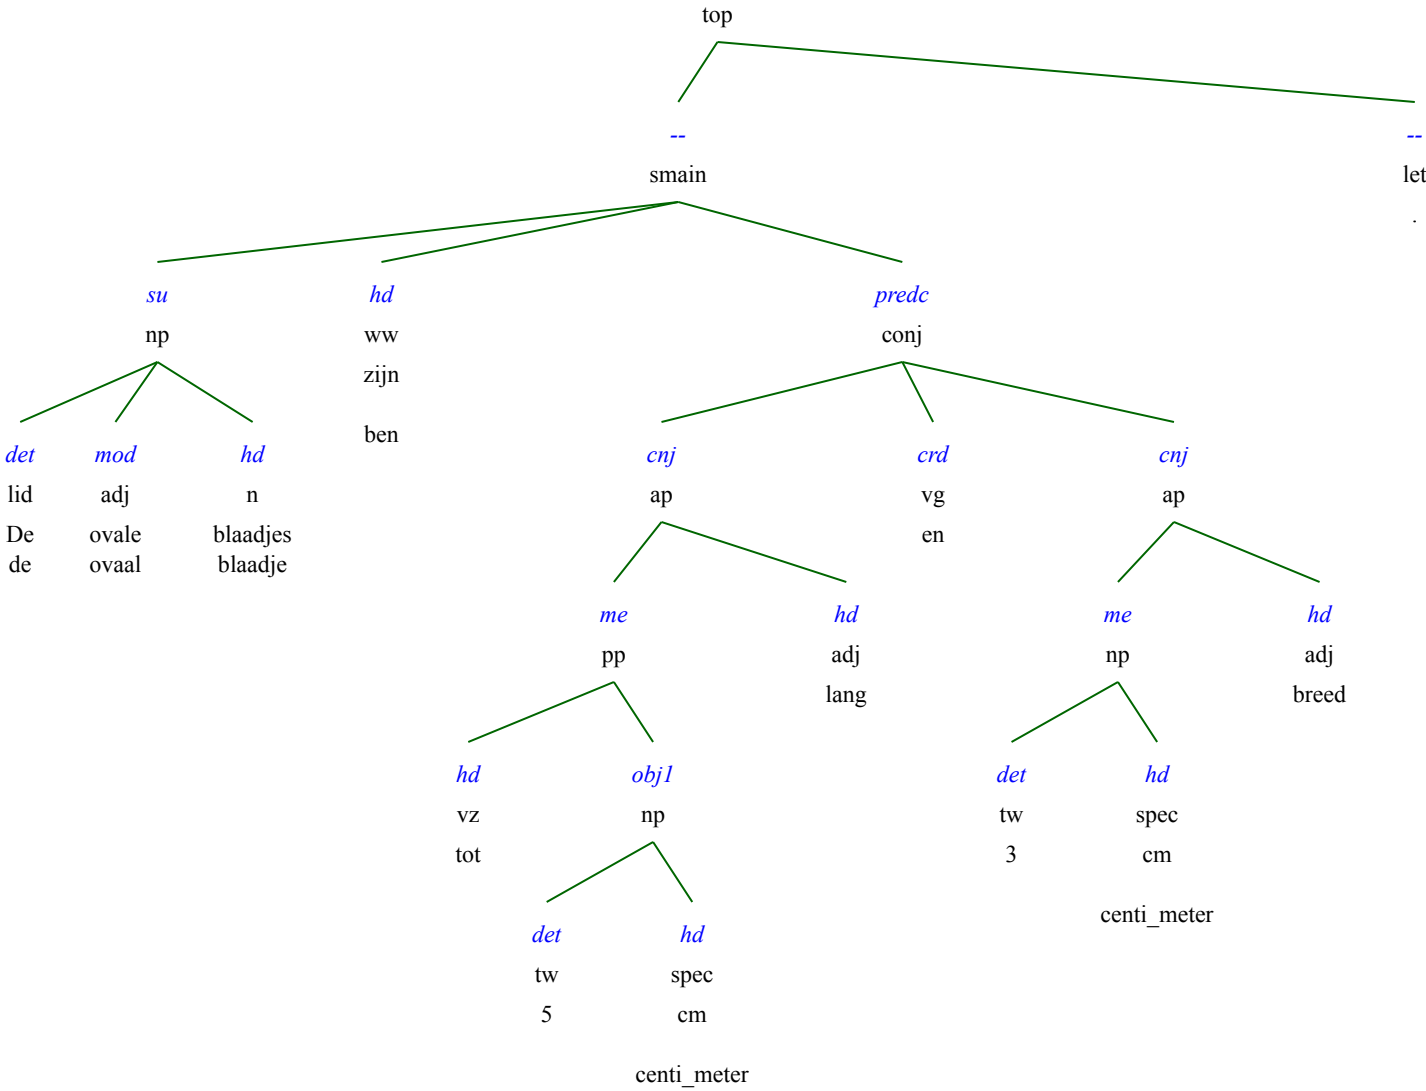 top
-- --
smain let
.
su hd predc
np ww conj
zijn
ben
det mod hd cnj crd cnj
lid adj n ap vg ap
De ovale blaadjes en
de ovaal blaadje
me hd me hd
pp adj np adj
lang breed
hd obj1 det hd
vz np tw spec
tot 3 cm
centi_meter
det hd
tw spec
5 cm
centi_meter